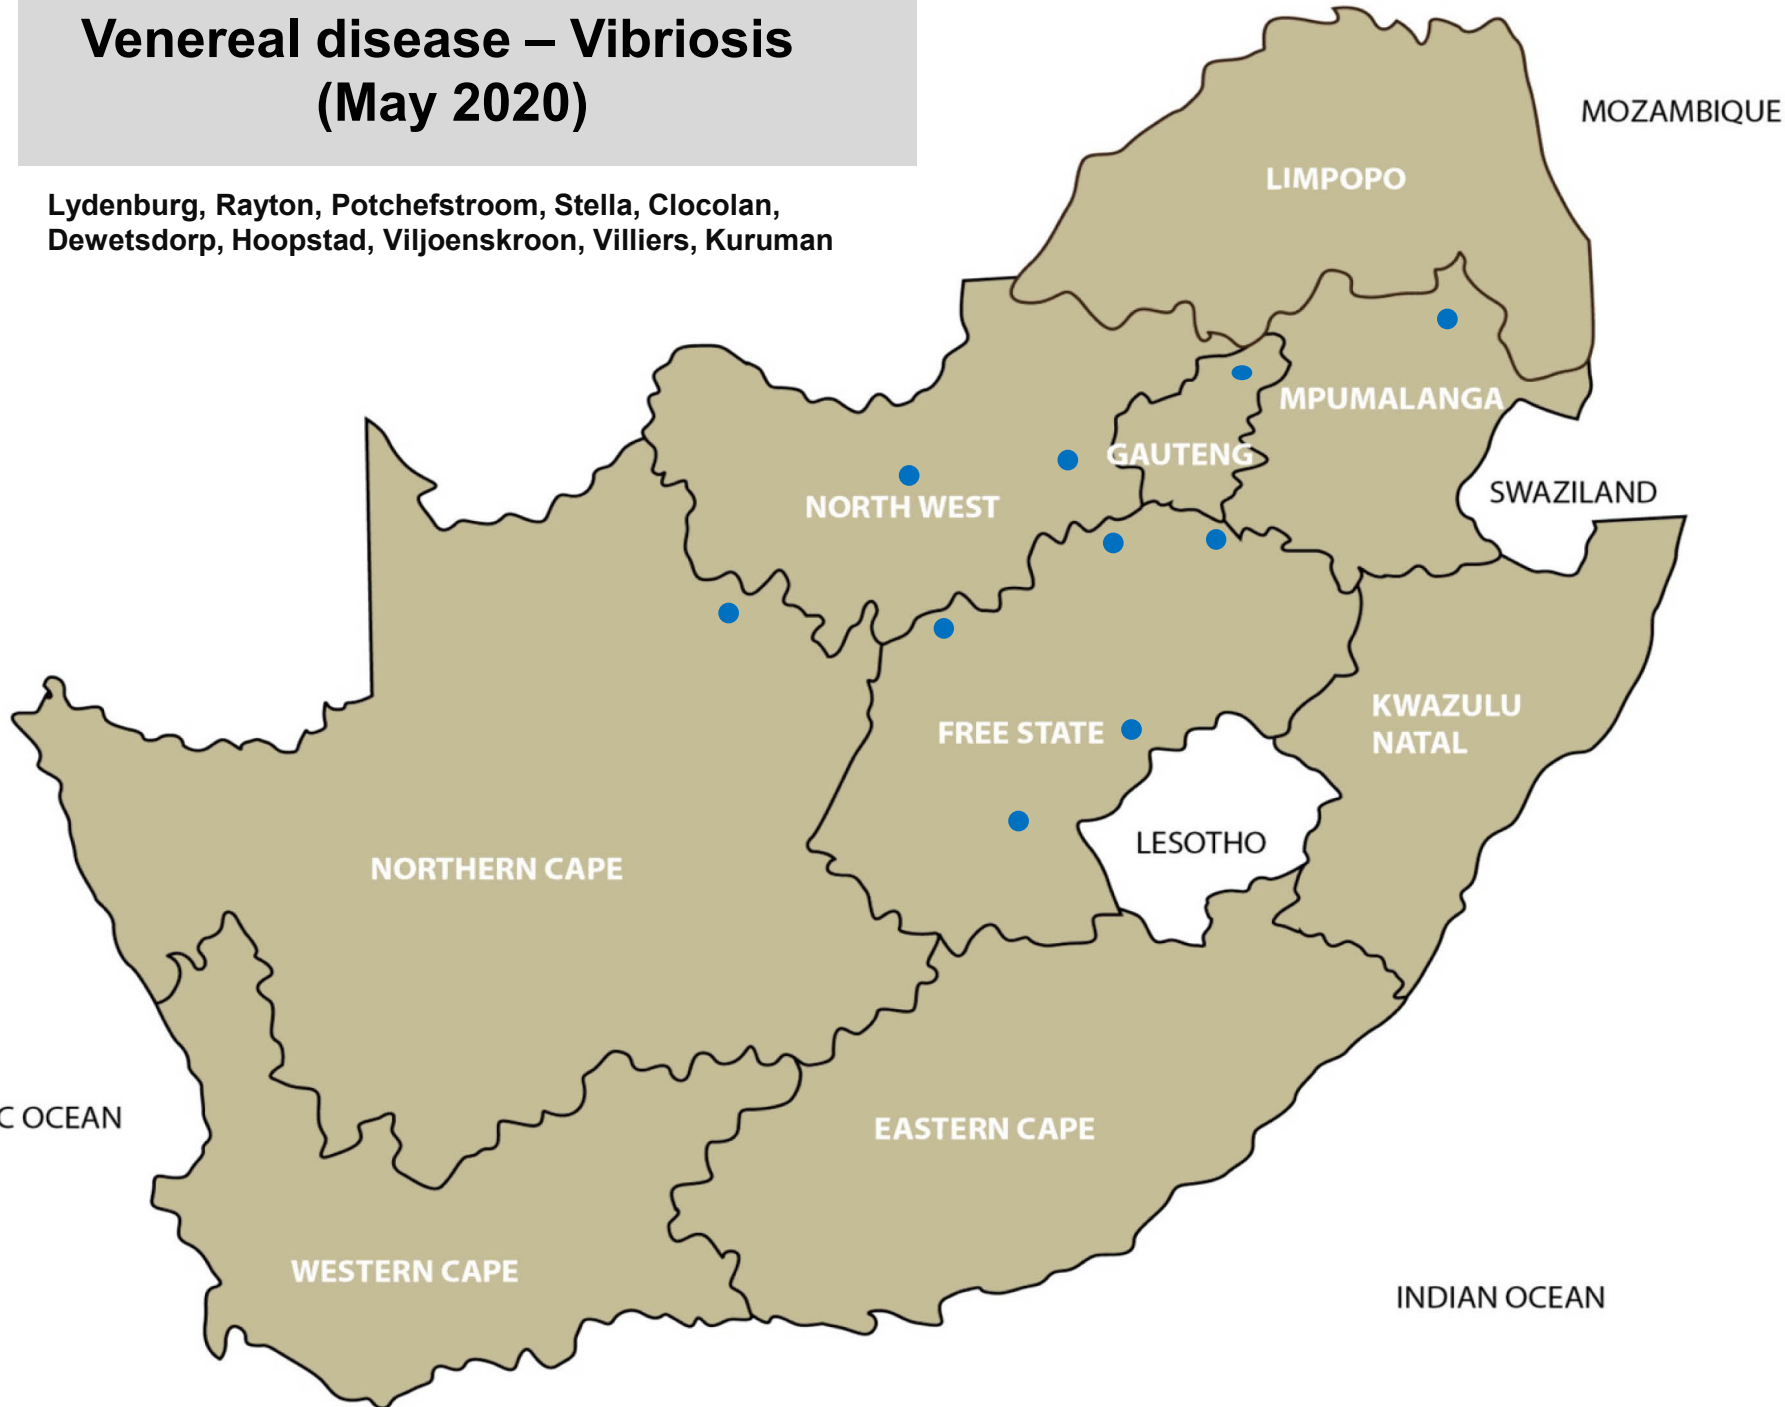 Venereal disease – Vibriosis
(May 2020)
Lydenburg, Rayton, Potchefstroom, Stella, Clocolan,
Dewetsdorp, Hoopstad, Viljoenskroon, Villiers, Kuruman
MOZAMBIQUE
LIMPOPO
MPUMALANGA
GAUTENG
SWAZILAND
NORTH WEST
KWAZULU
NATAL
FREE STATE
LESOTHO
NORTHERN CAPE
C OCEAN
EASTERN CAPE
WESTERN CAPE
INDIAN OCEAN